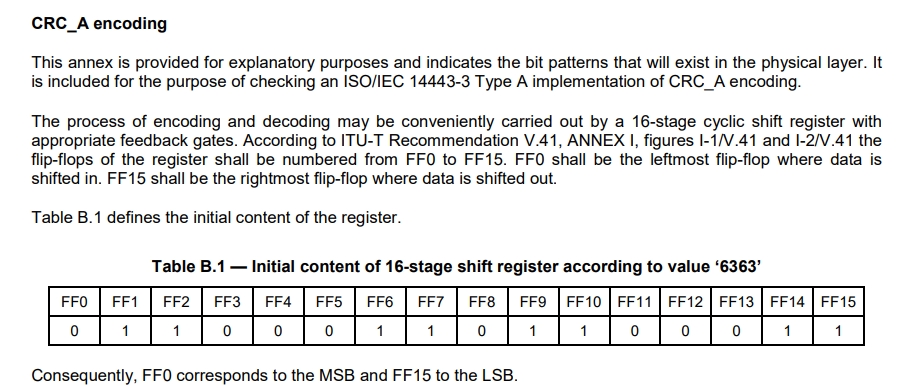 CRC_A encoding
This annex is provided for explanatory purposes and indicates the bit patterns that will exist in the physical layer. It
is included for the purpose of checking an ISO/IEC 14443-3 Type A implementation of CRC_A encoding.
The process of encoding and decoding may be conveniently carried out by a 16-stage cyclic shift register with
appropriate feedback gates. According to ITU-T Recommendation V.41, ANNEX I, figures I-1/V.41 and I-2/V.41 the
flip-flops of the register shall be numbered from FF0 to FF15. FF0 shall be the leftmost flip-flop where data is
shifted in. FF15 shall be the rightmost flip-flop where data is shifted out.
Table B.1 defines the initial content of the register.
Table B.1 — Initial content of 16-stage shift register according to value ‘6363’
FF0 FF1 FF2 FF3 FF4 FF5 FF6 FF7 FF8 FF9 FF10 FF11 FF12 FF13 FF14 FF15
0 1 1 0 0 0 1 1 0 1 1 0 0 0 1 1
Consequently, FF0 corresponds to the MSB and FF15 to the LSB.